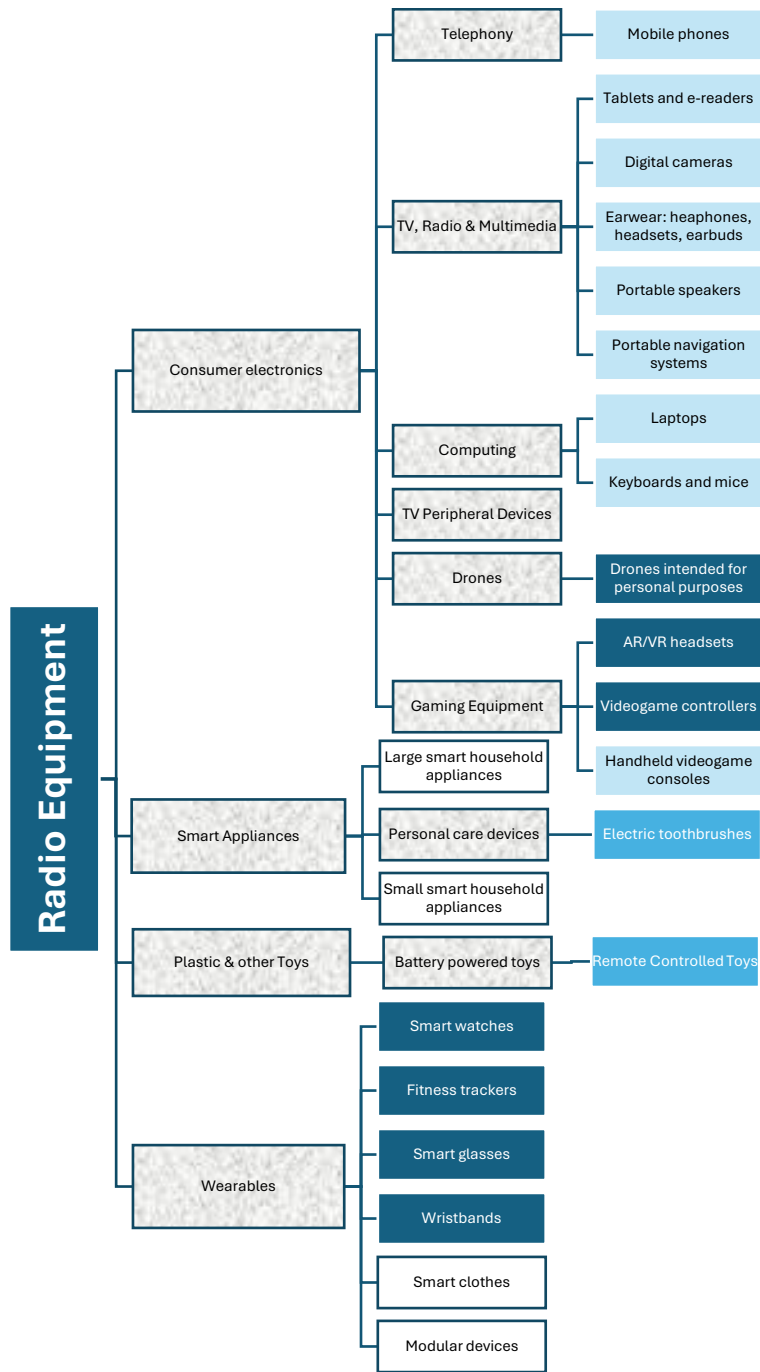 Radio Equipment
Consumer electronics
Telephony
Mobile phones
TV, Radio & Multimedia
Tablets and e-readers
Digital cameras
Earwear: heaphones,
headsets, earbuds
Portable speakers
Portable navigation
systems
Computing
Laptops
Keyboards and mice
TV Peripheral Devices
Drones
Drones intended for
personal purposes
Gaming Equipment
AR/VR headsets
Videogame controllers
Handheld videogame
consoles
Smart Appliances
Large smart household
appliances
Personal care devices
Electric toothbrushes
Small smart household
appliances
Plastic & other Toys
Battery powered toys
Remote Controlled Toys
Wearables
Smart watches
Fitness trackers
Smart glasses
Wristbands
Smart clothes
Modular devices